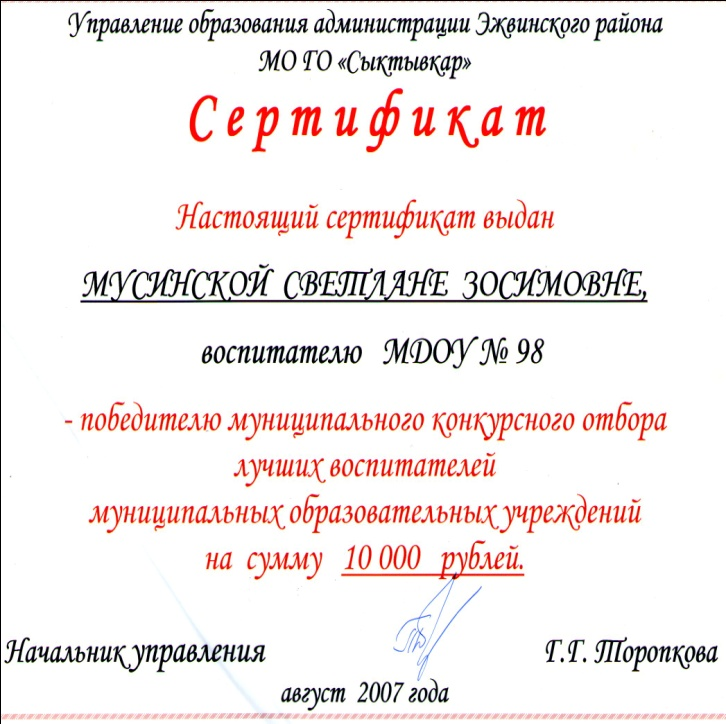 Управление образования администрации Эжвинского района
МО ГО «Сыктывкар»
Сертификат
Настоящий сертификат выдан
МУСИНСКОЙ СВЕТЛАНЕ ЗОСИМОВНЕ,
воспитателю МДОУ № 98
- победителю муниципального конкурсного отбора
лучших воспитателей
муниципальных образовательных учреждений
на сумму 10 000 рублей.
Начальник управления Г.Г. Торопкова
август 2007 года